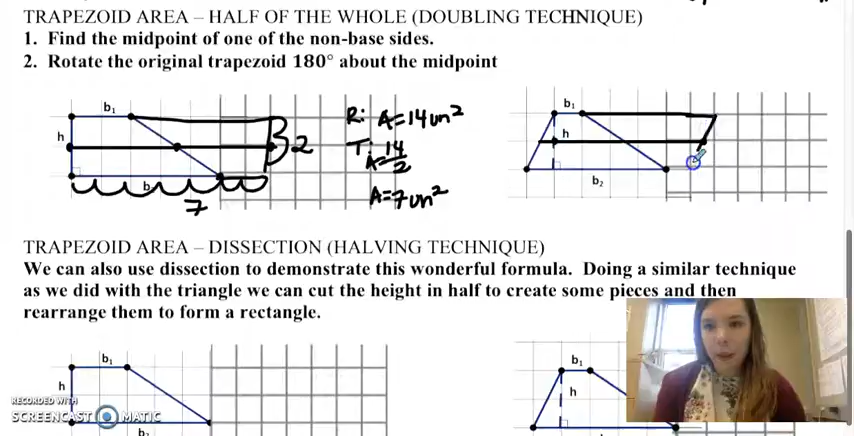 TRAPEZOID AREA – HALF OF THE WHOLE (DOUBLING TECHNIQUE)
1. Find the midpoint of one of the non-base sides.
2. Rotate the original trapezoid 180° about the midpoint
b₁
h
b
7
2
R: A=14un²
T: A=14/2
A=7un²
b₁
h
b₂
TRAPEZOID AREA – DISSECTION (HALVING TECHNIQUE)
We can also use dissection to demonstrate this wonderful formula. Doing a similar technique
as we did with the triangle we can cut the height in half to create some pieces and then
rearrange them to form a rectangle.
b₁
h
b₁
h
RECORDED WITH
SCREENCAST MATIC